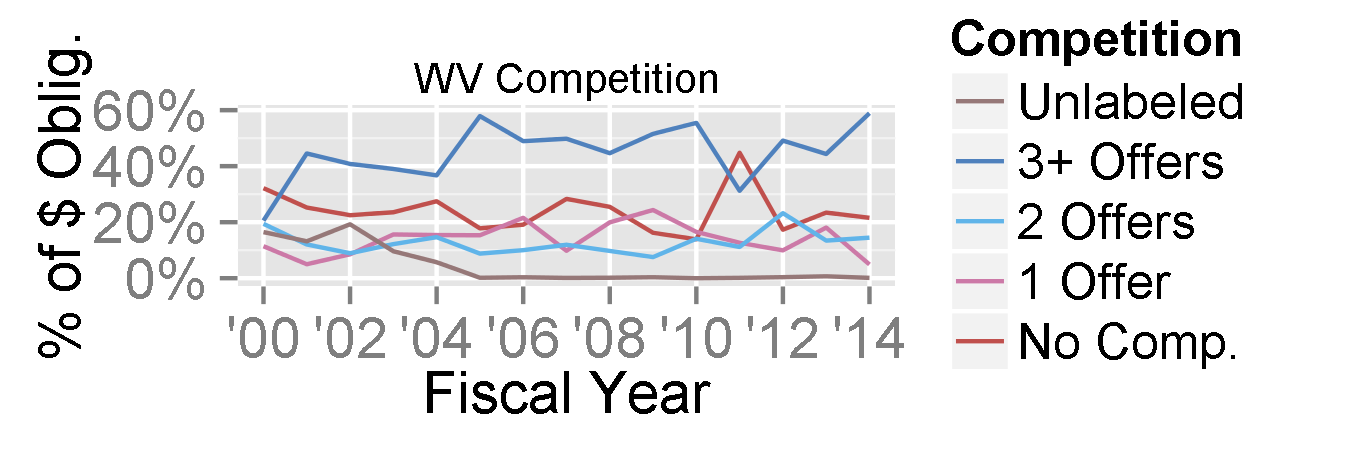 WV Competition
% of $ Oblig.
60%
40%
20%
0%
'00 '02 '04 '06 '08 '10 '12 '14
Fiscal Year
Competition
Unlabeled
3+ Offers
2 Offers
1 Offer
No Comp.